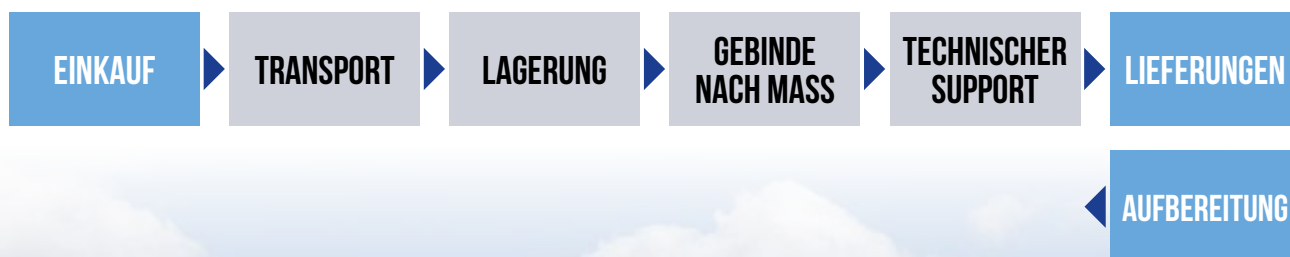 EINKAUF
TRANSPORT
LAGERUNG
GEBINDE
NACH MASS
TECHNISCHER
SUPPORT
LIEFERUNGEN
AUFBEREITUNG